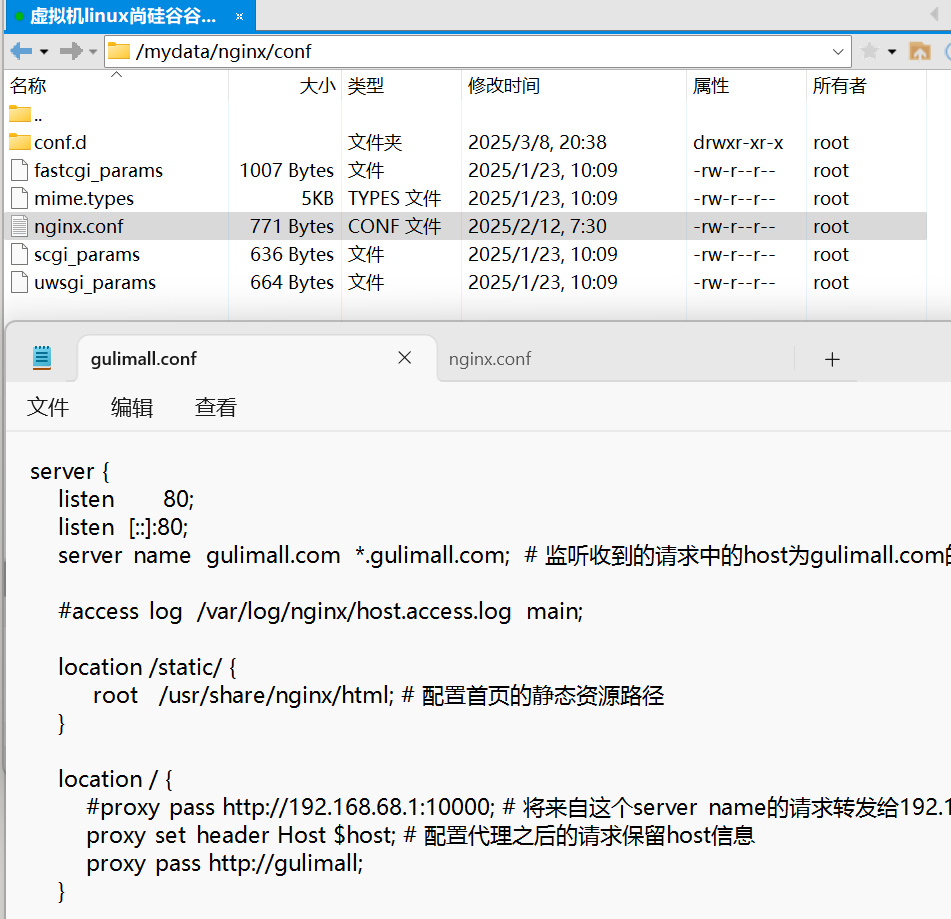 虚拟机linux尚硅谷谷... ×
/mydata/nginx/conf
名称 大小 类型 修改时间 属性 所有者
..
conf.d 文件夹 2025/3/8, 20:38 drwxr-xr-x root
fastcgi_params 1007 Bytes 文件 2025/1/23, 10:09 -rw-r--r-- root
mime.types 5KB TYPES 文件 2025/1/23, 10:09 -rw-r--r-- root
nginx.conf 771 Bytes CONF 文件 2025/2/12, 7:30 -rw-r--r-- root
scgi_params 636 Bytes 文件 2025/1/23, 10:09 -rw-r--r-- root
uwsgi_params 664 Bytes 文件 2025/1/23, 10:09 -rw-r--r-- root
gulimall.conf nginx.conf
文件 编辑 查看
server {
listen 80;
listen [::]:80;
server name gulimall.com *.gulimall.com; # 监听收到的请求中的host为gulimall.com的
#access log /var/log/nginx/host.access.log main;
location /static/ {
root /usr/share/nginx/html; # 配置首页的静态资源路径
}
location / {
#proxy pass http://192.168.68.1:10000; # 将来自这个server name的请求转发给192.1
proxy set header Host $host; # 配置代理之后的请求保留host信息
proxy pass http://gulimall;
}